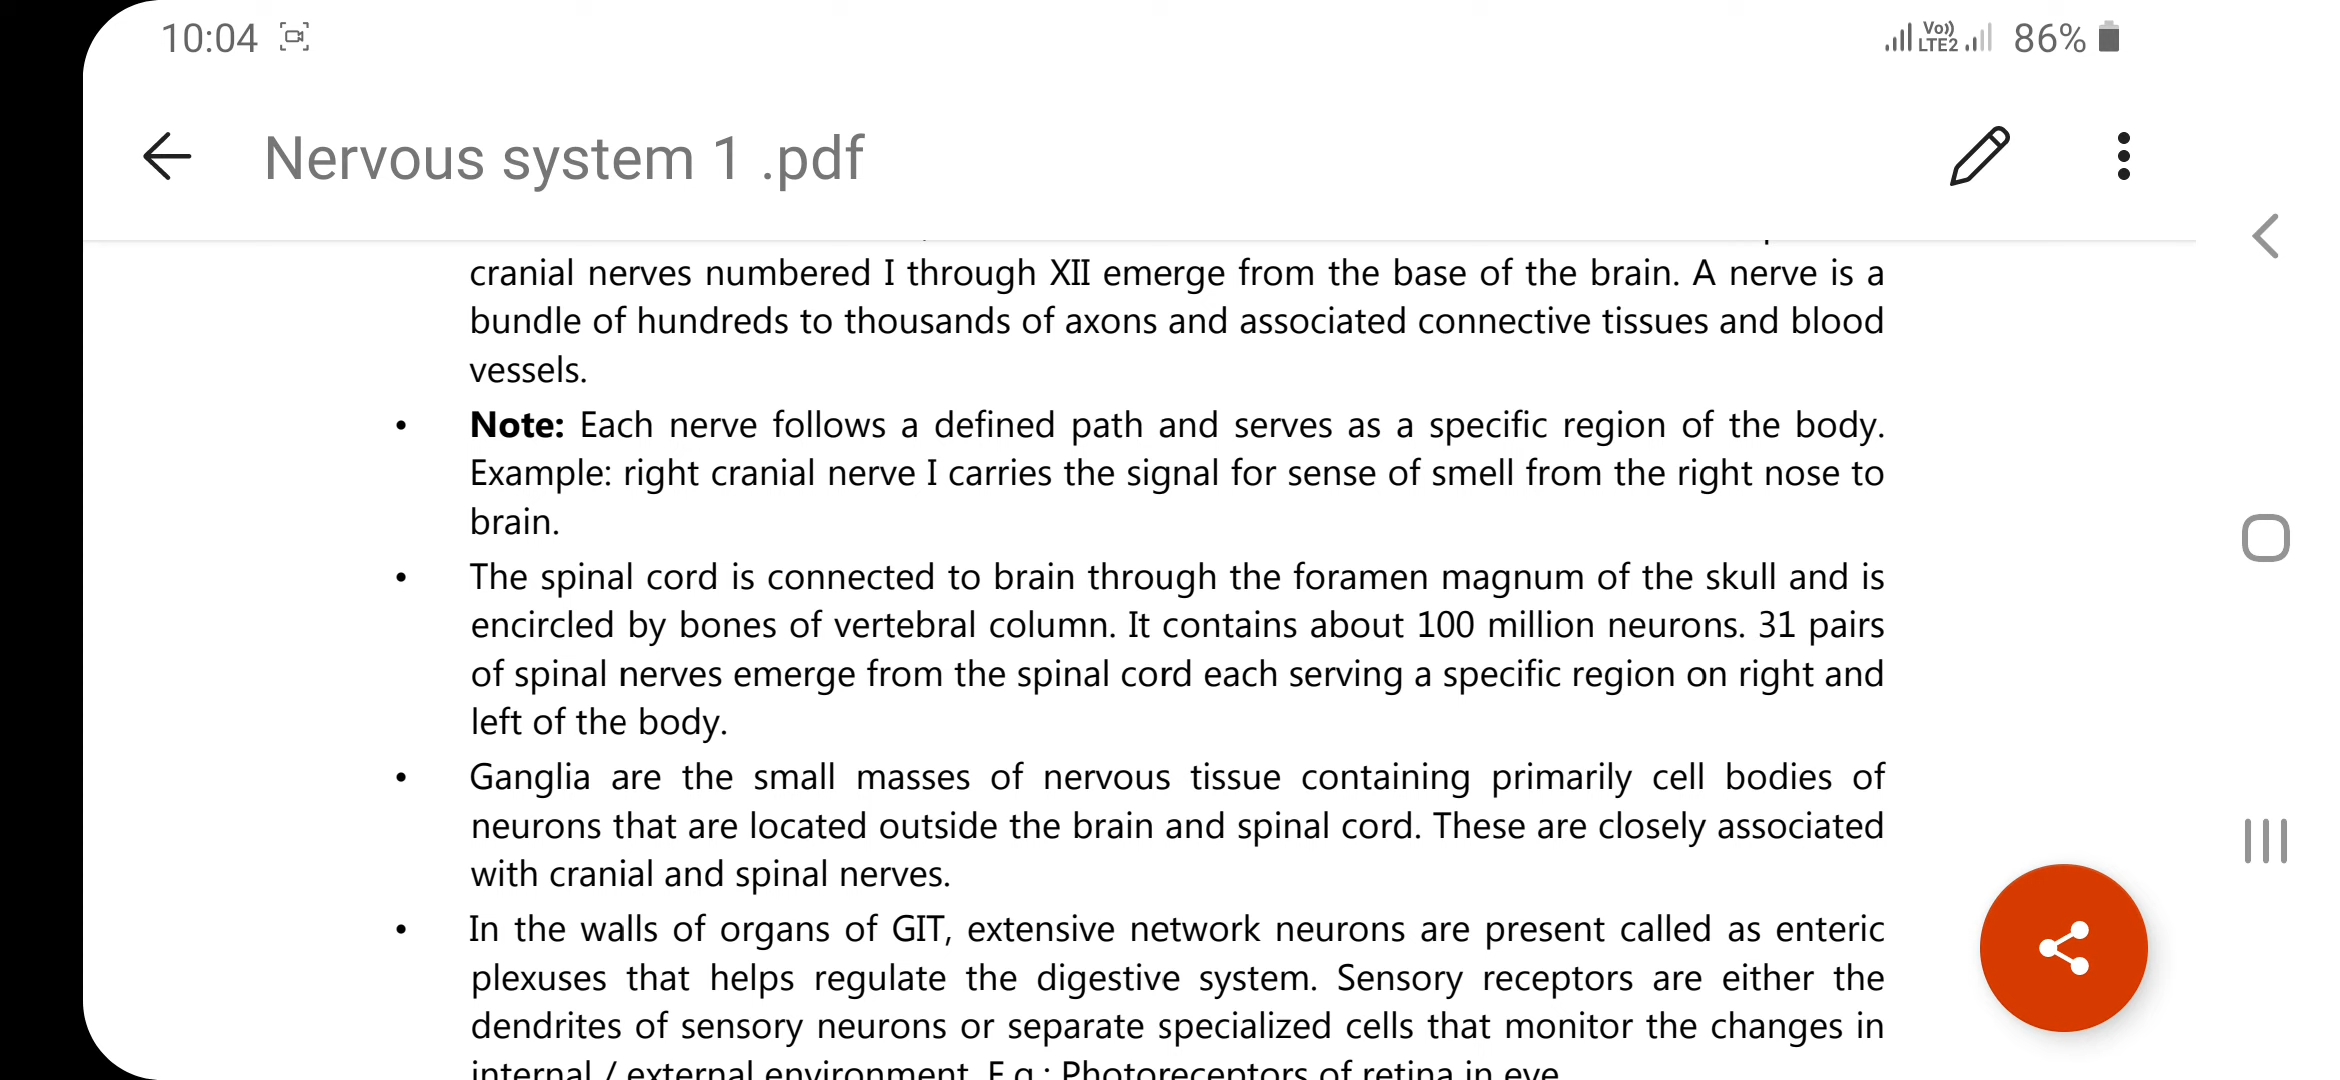 10:04
Vo))
LTE2
86%
Nervous system 1 .pdf
cranial nerves numbered I through XII emerge from the base of the brain. A nerve is a
bundle of hundreds to thousands of axons and associated connective tissues and blood
vessels.
• Note: Each nerve follows a defined path and serves as a specific region of the body.
Example: right cranial nerve I carries the signal for sense of smell from the right nose to
brain.
• The spinal cord is connected to brain through the foramen magnum of the skull and is
encircled by bones of vertebral column. It contains about 100 million neurons. 31 pairs
of spinal nerves emerge from the spinal cord each serving a specific region on right and
left of the body.
• Ganglia are the small masses of nervous tissue containing primarily cell bodies of
neurons that are located outside the brain and spinal cord. These are closely associated
with cranial and spinal nerves.
• In the walls of organs of GIT, extensive network neurons are present called as enteric
plexuses that helps regulate the digestive system. Sensory receptors are either the
dendrites of sensory neurons or separate specialized cells that monitor the changes in
internal / external environment. E.g.: Photoreceptors of retina in eye